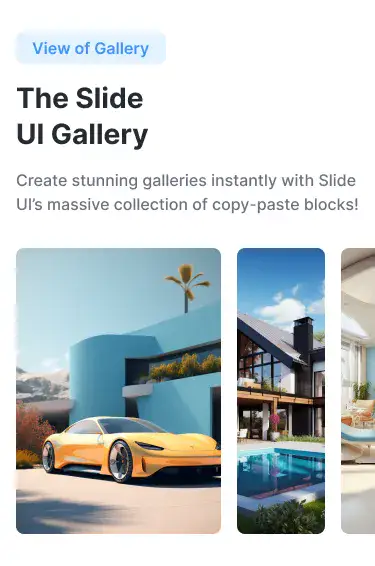 View of Gallery
The Slide
UI Gallery
Create stunning galleries instantly with Slide
UI’s massive collection of copy-paste blocks!